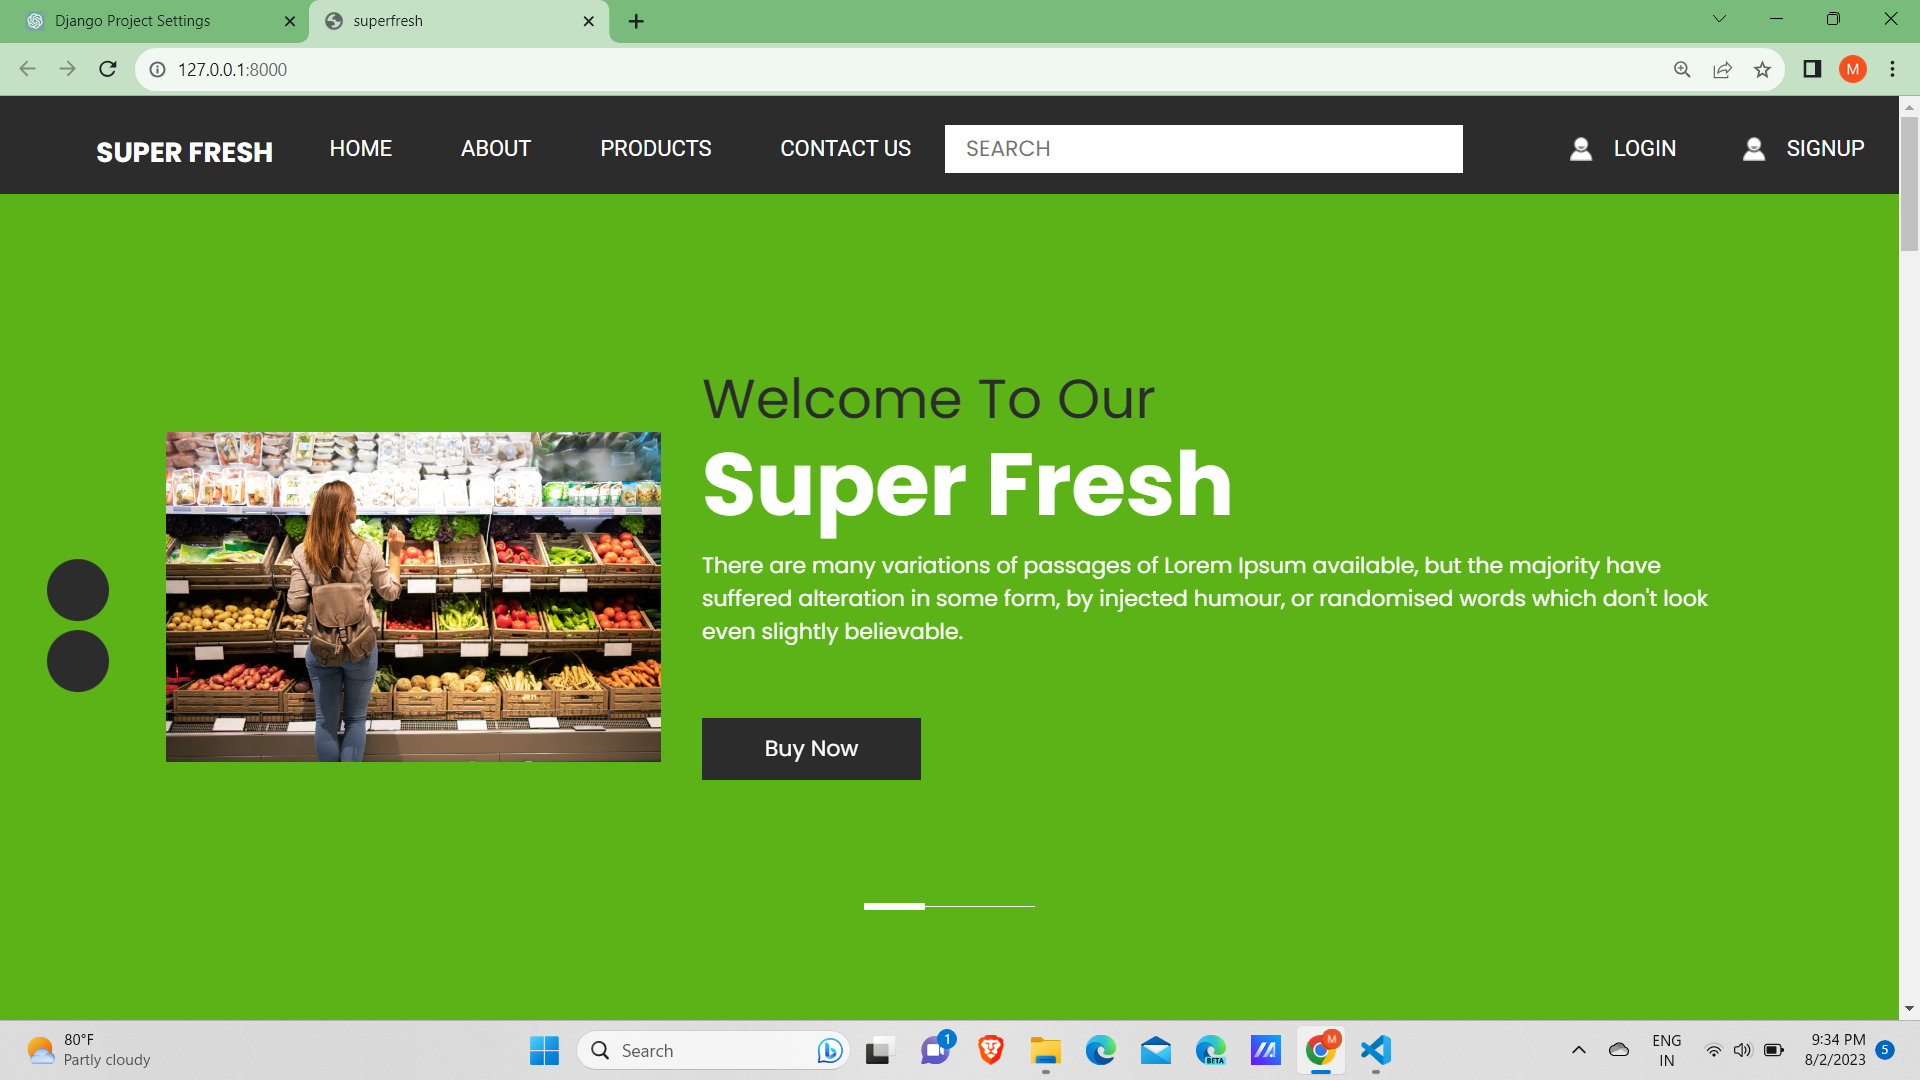 Django Project Settings
superfresh
127.0.0.1:8000
M
SUPER FRESH
HOME
ABOUT
PRODUCTS
CONTACT US
SEARCH
LOGIN
SIGNUP
Welcome To Our
Super Fresh
There are many variations of passages of Lorem Ipsum available, but the majority have
suffered alteration in some form, by injected humour, or randomised words which don't look
even slightly believable.
Buy Now
80°F
Partly cloudy
Search
1
BETA
M
ENG
IN
9:34 PM
8/2/2023
5